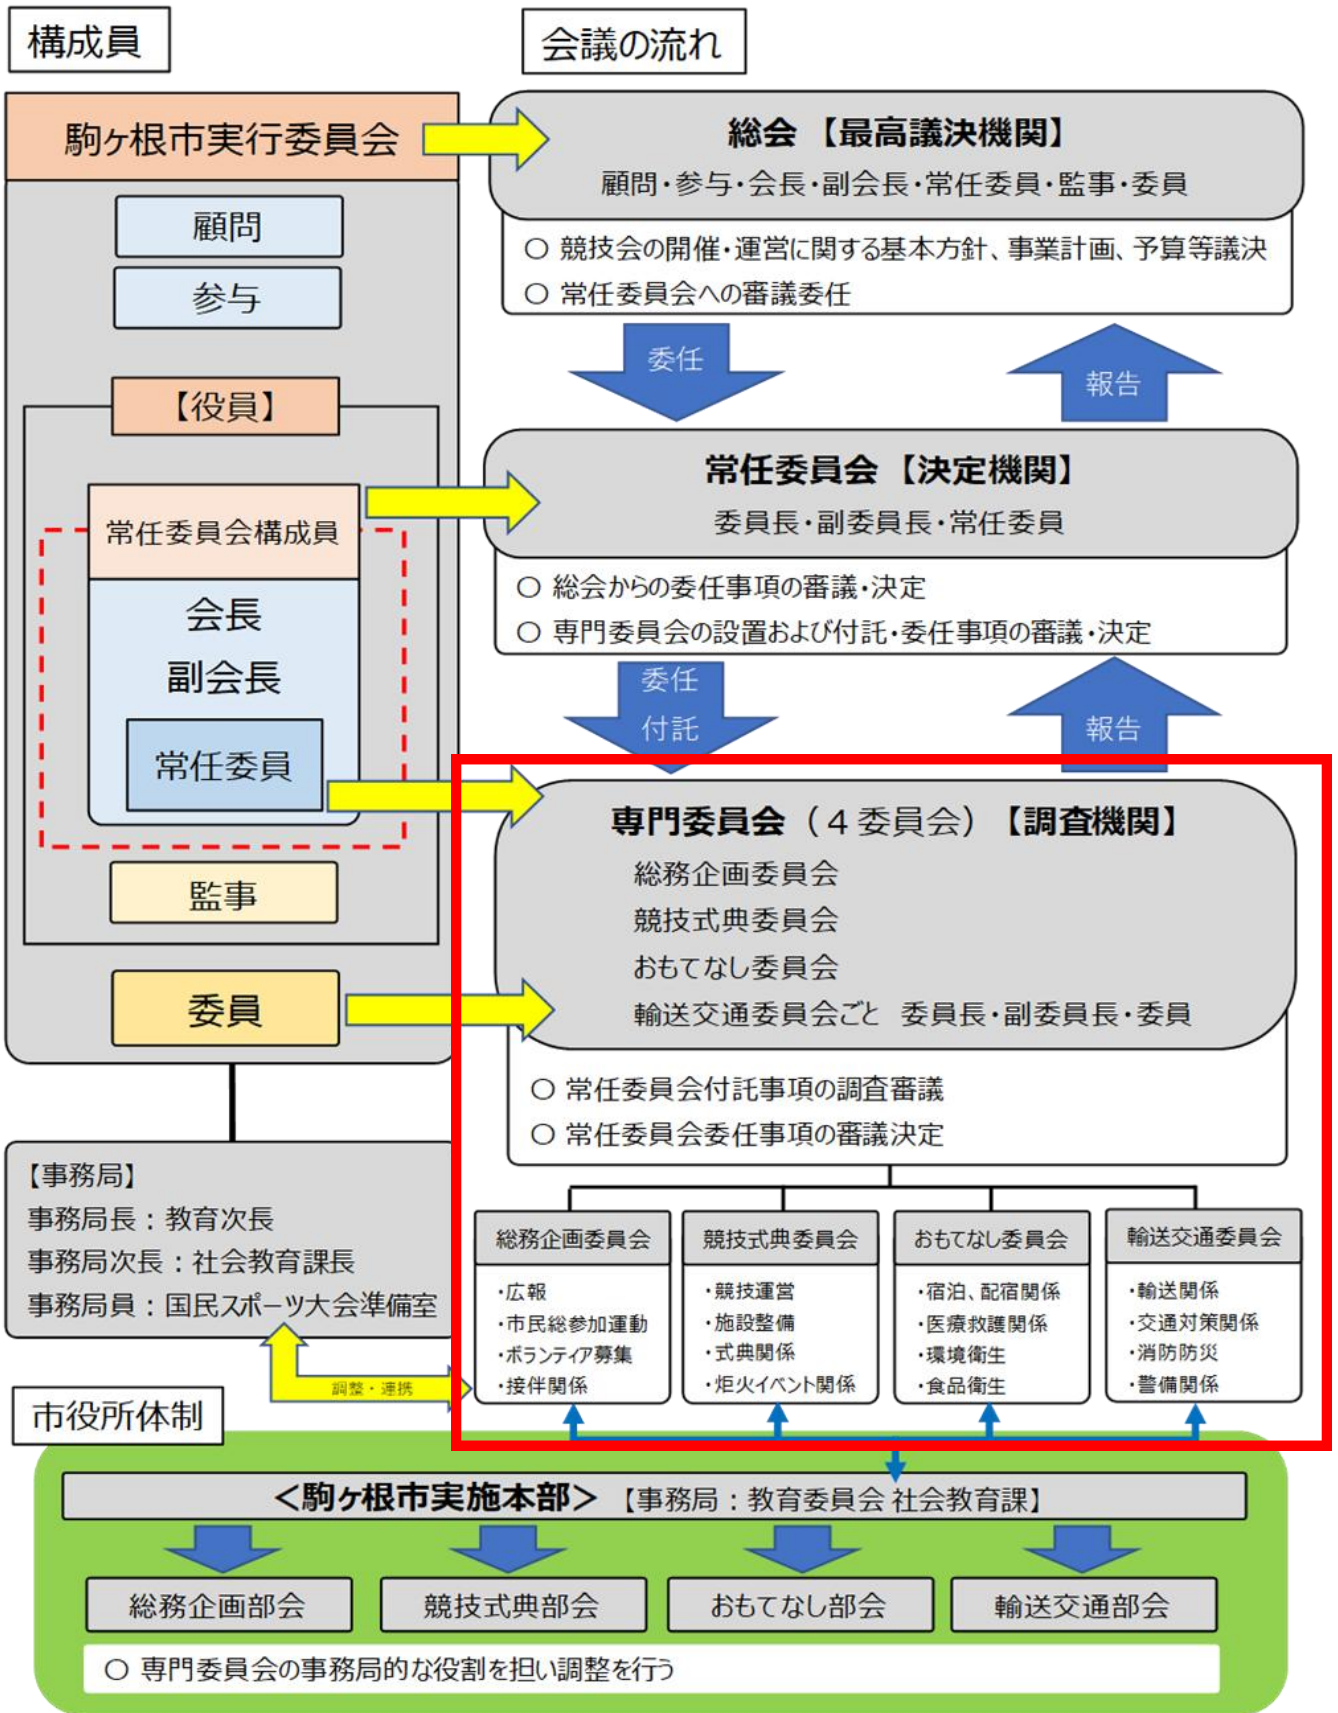 構成員
駒ヶ根市実行委員会
顧問
参与
【役員】
常任委員会構成員
会長
副会長
常任委員
監事
委員
【事務局】
事務局長：教育次長
事務局次長：社会教育課長
事務局員：国民スポーツ大会準備室
調整・連携
会議の流れ
総会【最高議決機関】
顧問・参与・会長・副会長・常任委員・監事・委員
○ 競技会の開催・運営に関する基本方針、事業計画、予算等議決
○ 常任委員会への審議委任
委任
報告
常任委員会【決定機関】
委員長・副委員長・常任委員
○ 総会からの委任事項の審議・決定
○ 専門委員会の設置および付託・委任事項の審議・決定
委任
付託
報告
専門委員会（４委員会）【調査機関】
総務企画委員会
競技式典委員会
おもてなし委員会
輸送交通委員会ごと 委員長・副委員長・委員
○ 常任委員会付託事項の調査審議
○ 常任委員会委任事項の審議決定
総務企画委員会
・広報
・市民総参加運動
・ボランティア募集
・接伴関係
競技式典委員会
・競技運営
・施設整備
・式典関係
・炬火イベント関係
おもてなし委員会
・宿泊、配宿関係
・医療救護関係
・環境衛生
・食品衛生
輸送交通委員会
・輸送関係
・交通対策関係
・消防防災
・警備関係
市役所体制
＜駒ヶ根市実施本部＞【事務局：教育委員会 社会教育課】
総務企画部会
競技式典部会
おもてなし部会
輸送交通部会
○ 専門委員会の事務局的な役割を担い調整を行う